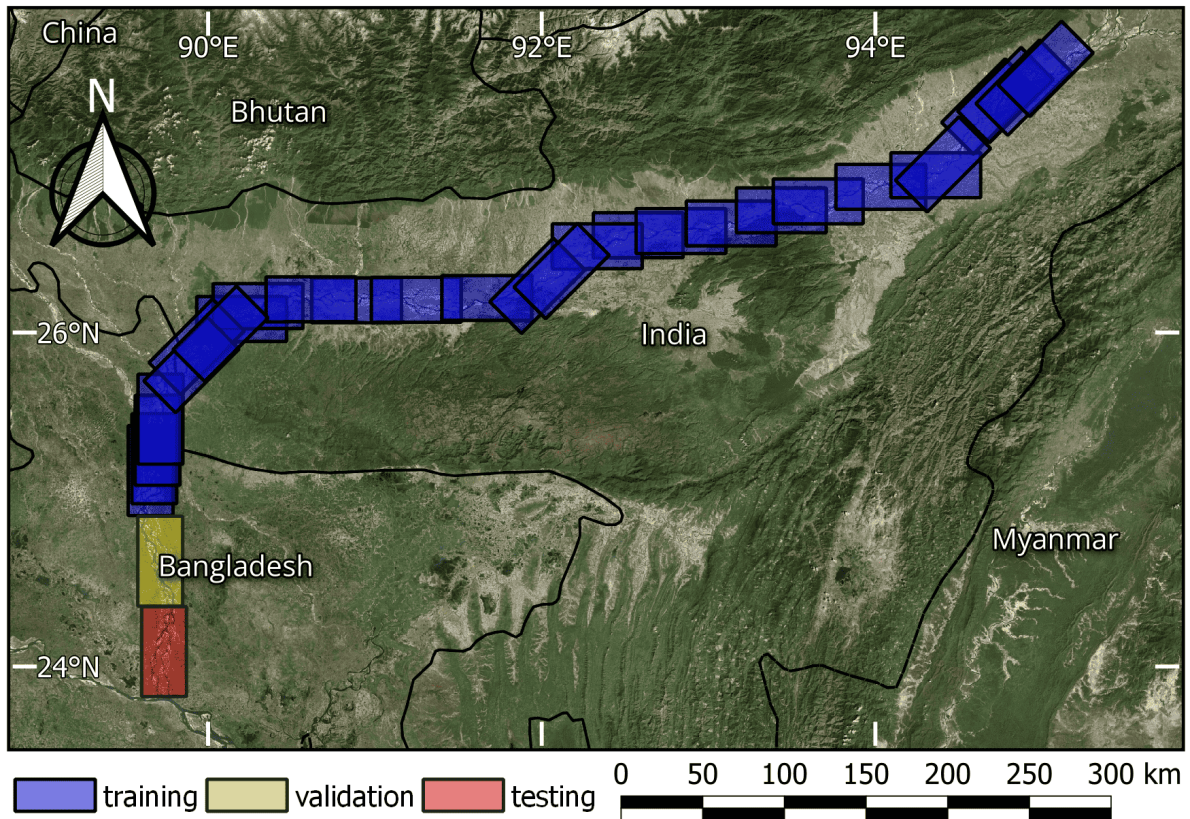 China
90°E
92°E
94°E
N
Bhutan
26°N
India
Myanmar
Bangladesh
24°N
training
validation
testing
0 50 100 150 200 250 300 km